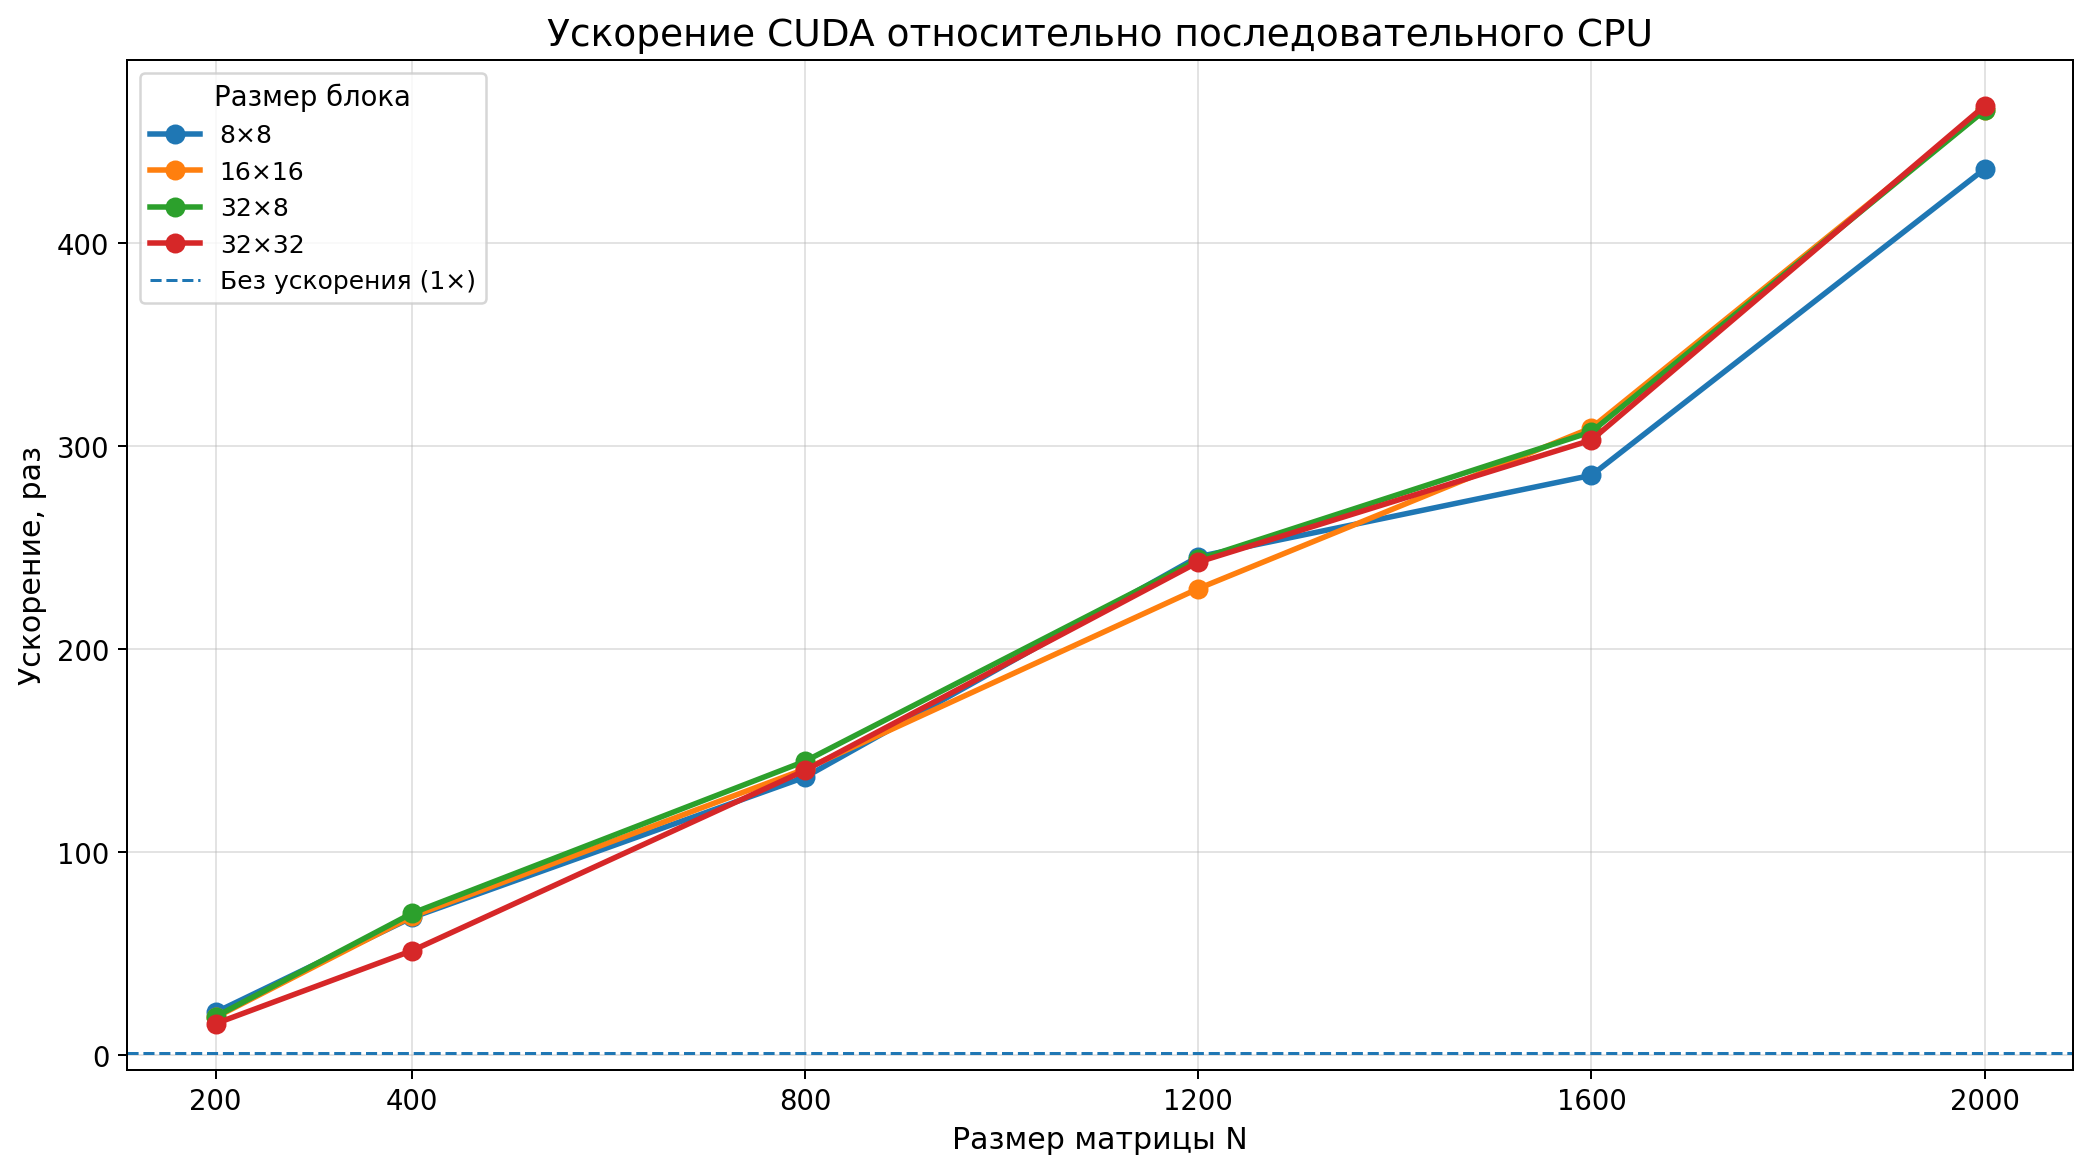 Ускорение CUDA относительно последовательного CPU
Размер блока
8×8
16×16
32×8
32×32
Без ускорения (1×)
Ускорение, раз
400
300
200
100
0
200 400 800 1200 1600 2000
Размер матрицы N